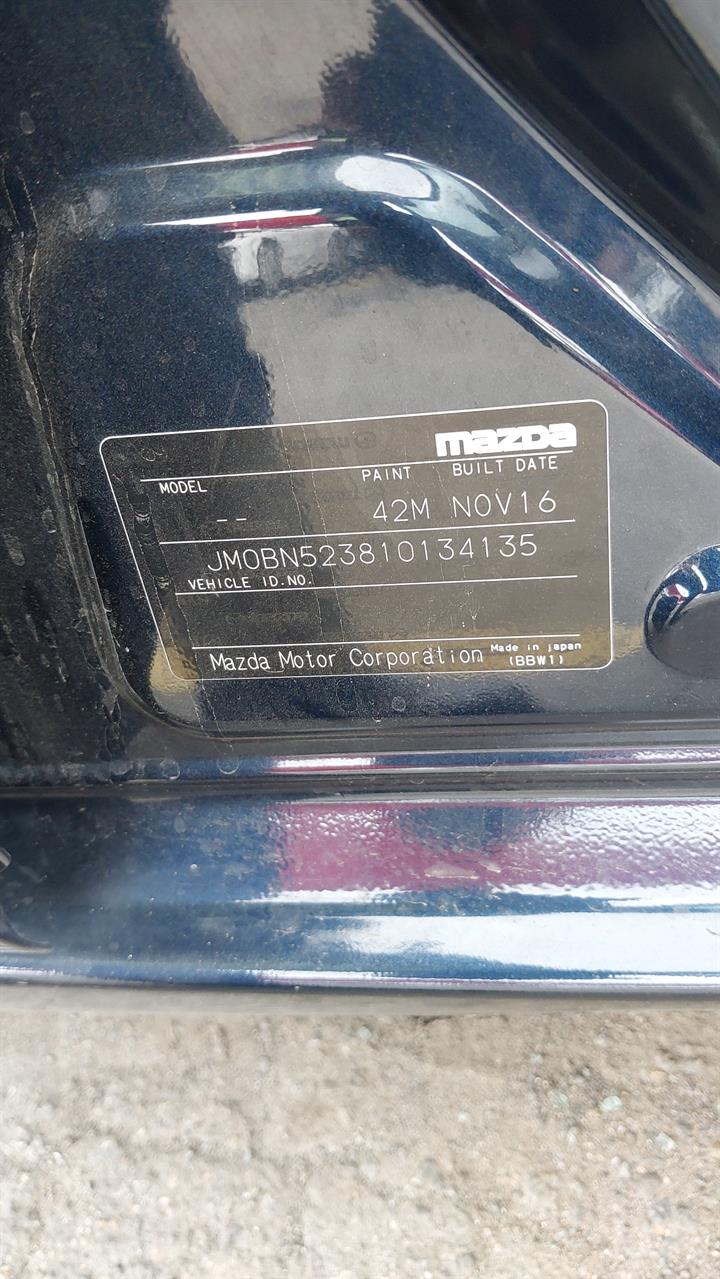 mazda
MODEL PAINT BUILT DATE
-- 42M NOV16
JM0BN523810134135
VEHICLE ID.NO.
Mazda Motor Corporation Made in japan
(BBW1)